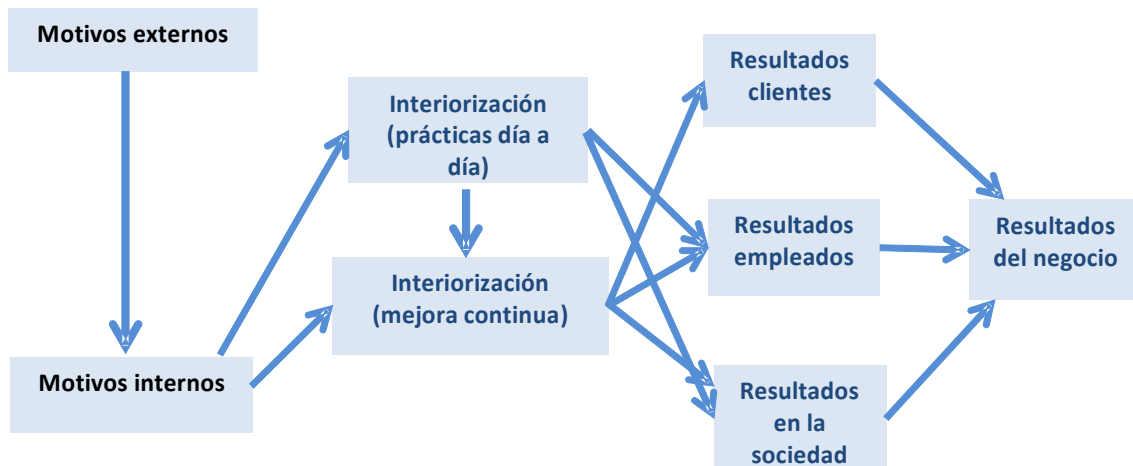 Motivos externos
Motivos internos
Interiorización
(prácticas día a
día)
Interiorización
(mejora continua)
Resultados
clientes
Resultados
empleados
Resultados
en la
sociedad
Resultados
del negocio